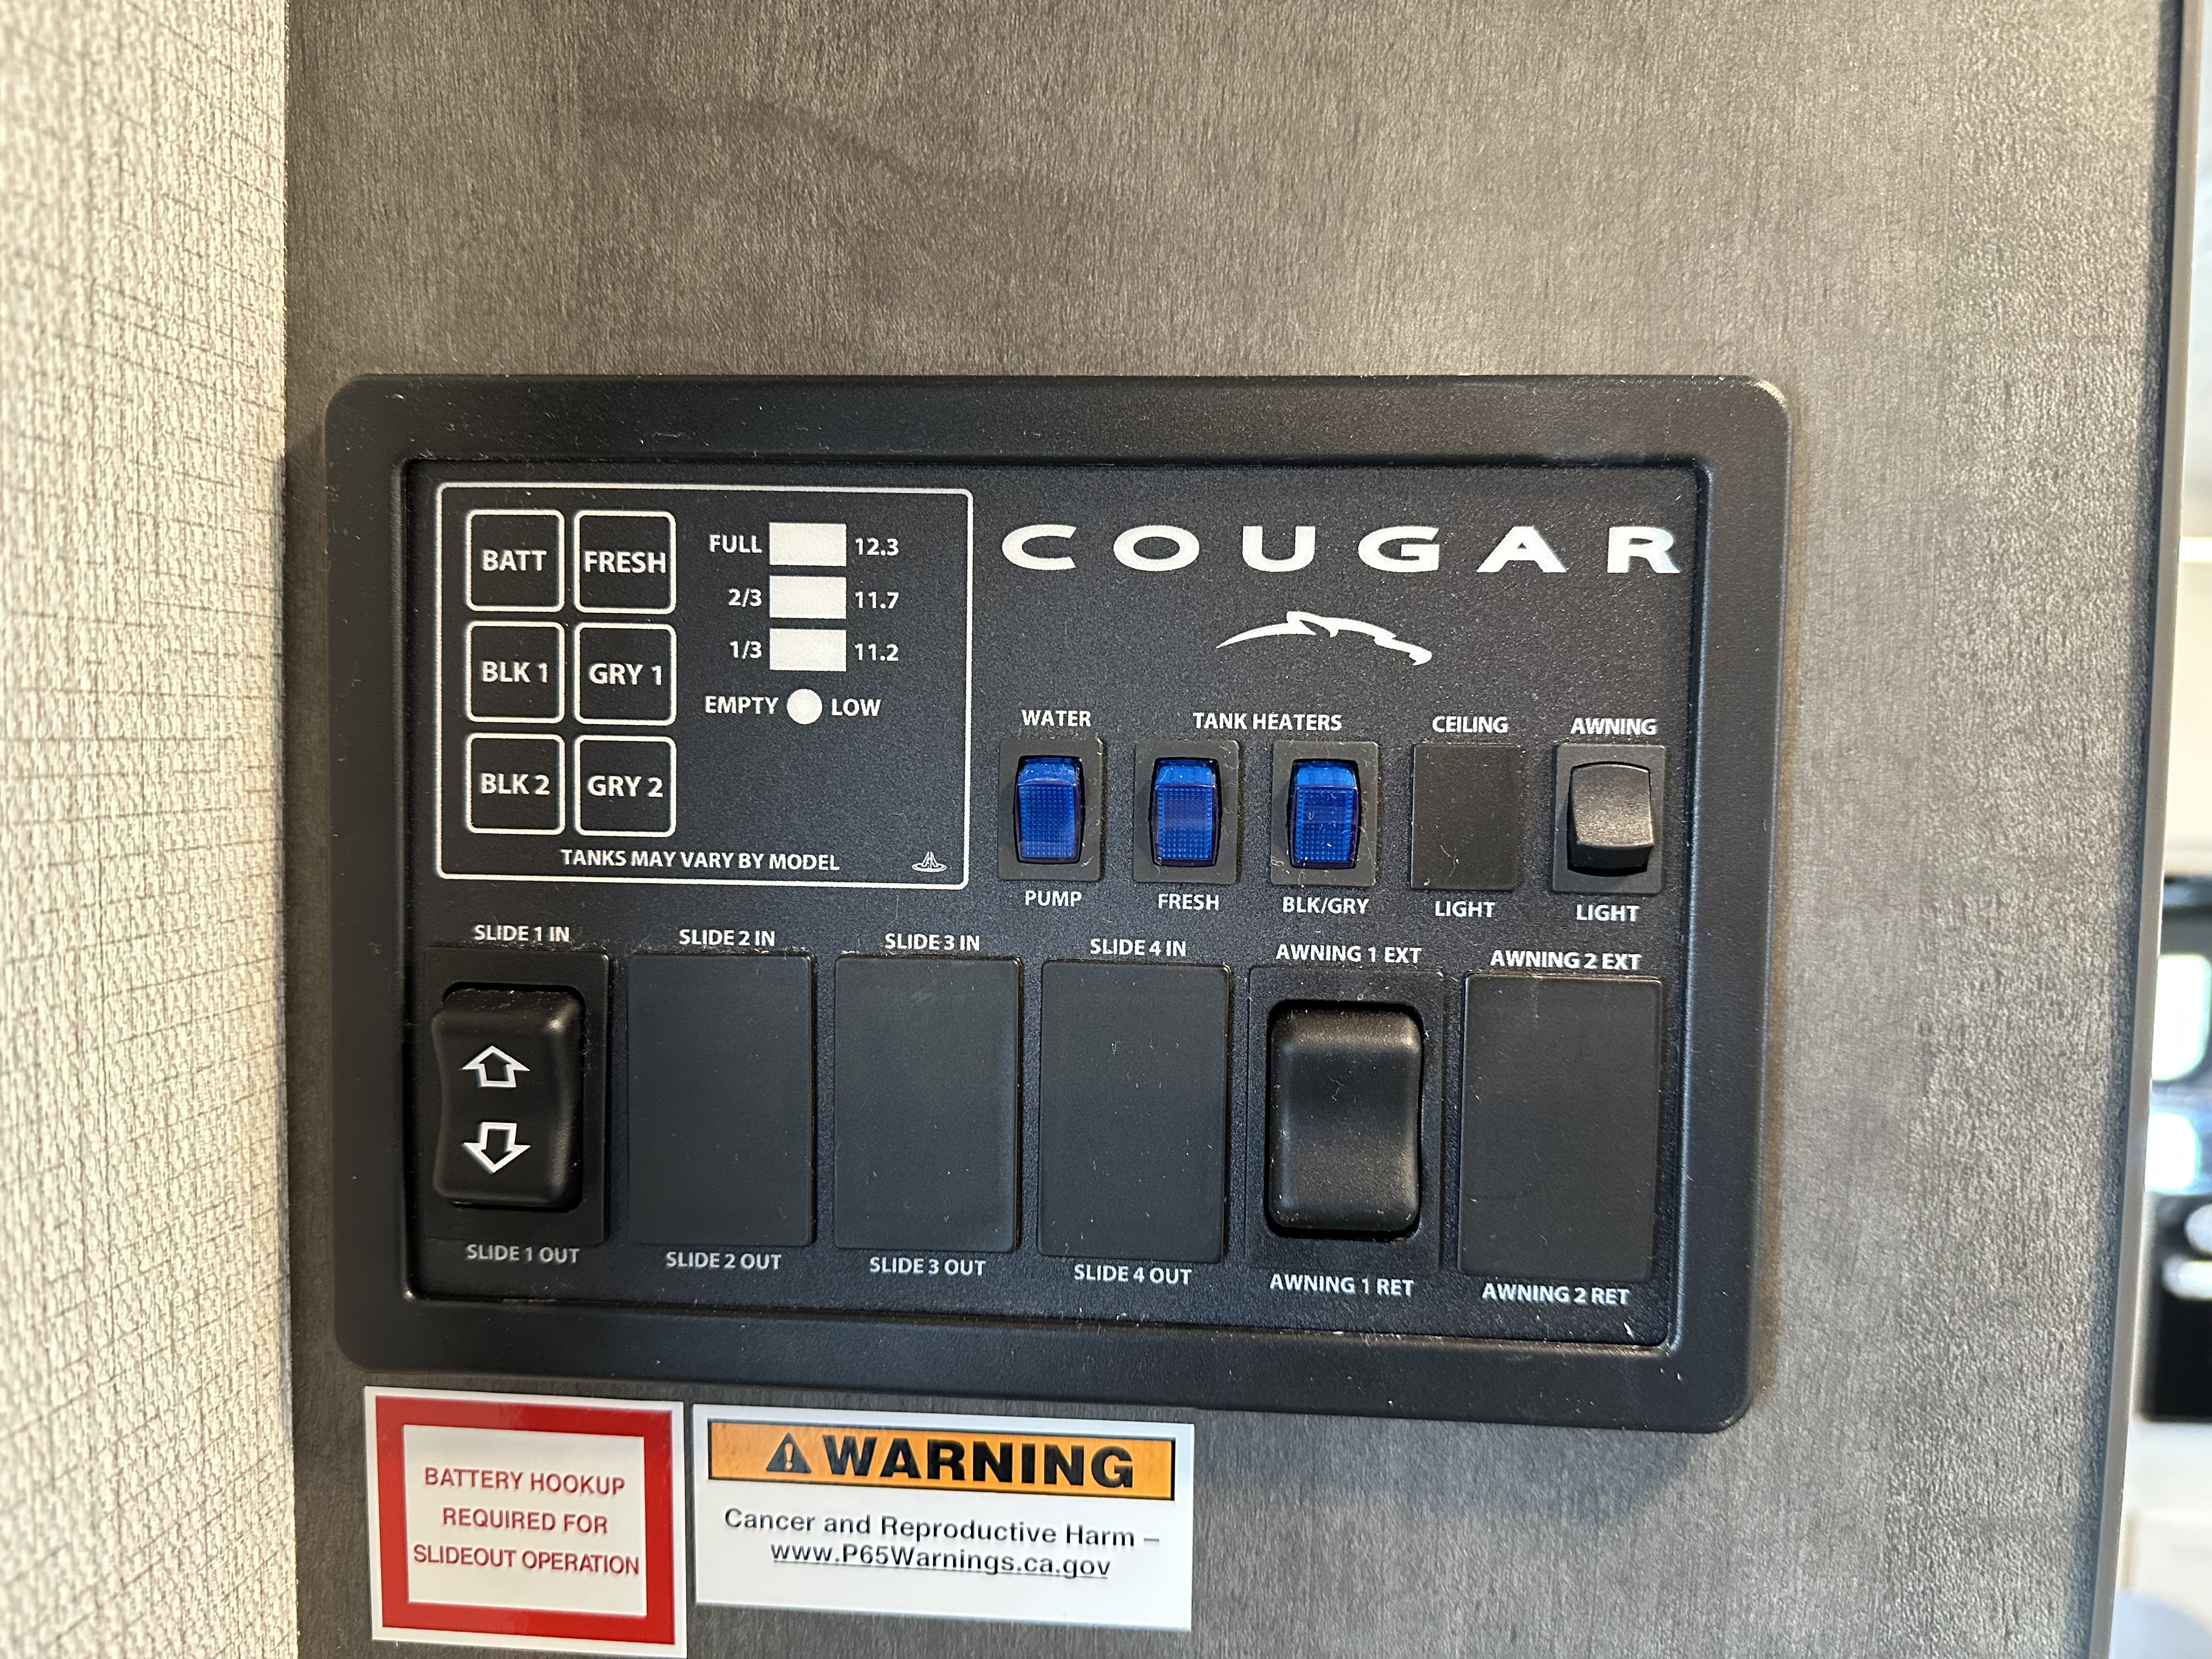 BATT FRESH
BLK 1 GRY 1
BLK 2 GRY 2
FULL 12.3
2/3 11.7
1/3 11.2
EMPTY LOW
TANKS MAY VARY BY MODEL
COUGAR
WATER TANK HEATERS CEILING AWNING
PUMP FRESH BLK/GRY LIGHT LIGHT
SLIDE 1 IN SLIDE 2 IN SLIDE 3 IN SLIDE 4 IN AWNING 1 EXT AWNING 2 EXT
SLIDE 1 OUT SLIDE 2 OUT SLIDE 3 OUT SLIDE 4 OUT AWNING 1 RET AWNING 2 RET
BATTERY HOOKUP
REQUIRED FOR
SLIDEOUT OPERATION
WARNING
Cancer and Reproductive Harm –
www.P65Warnings.ca.gov